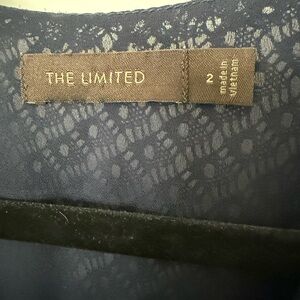 THE LIMITED
2
made in
vietnam